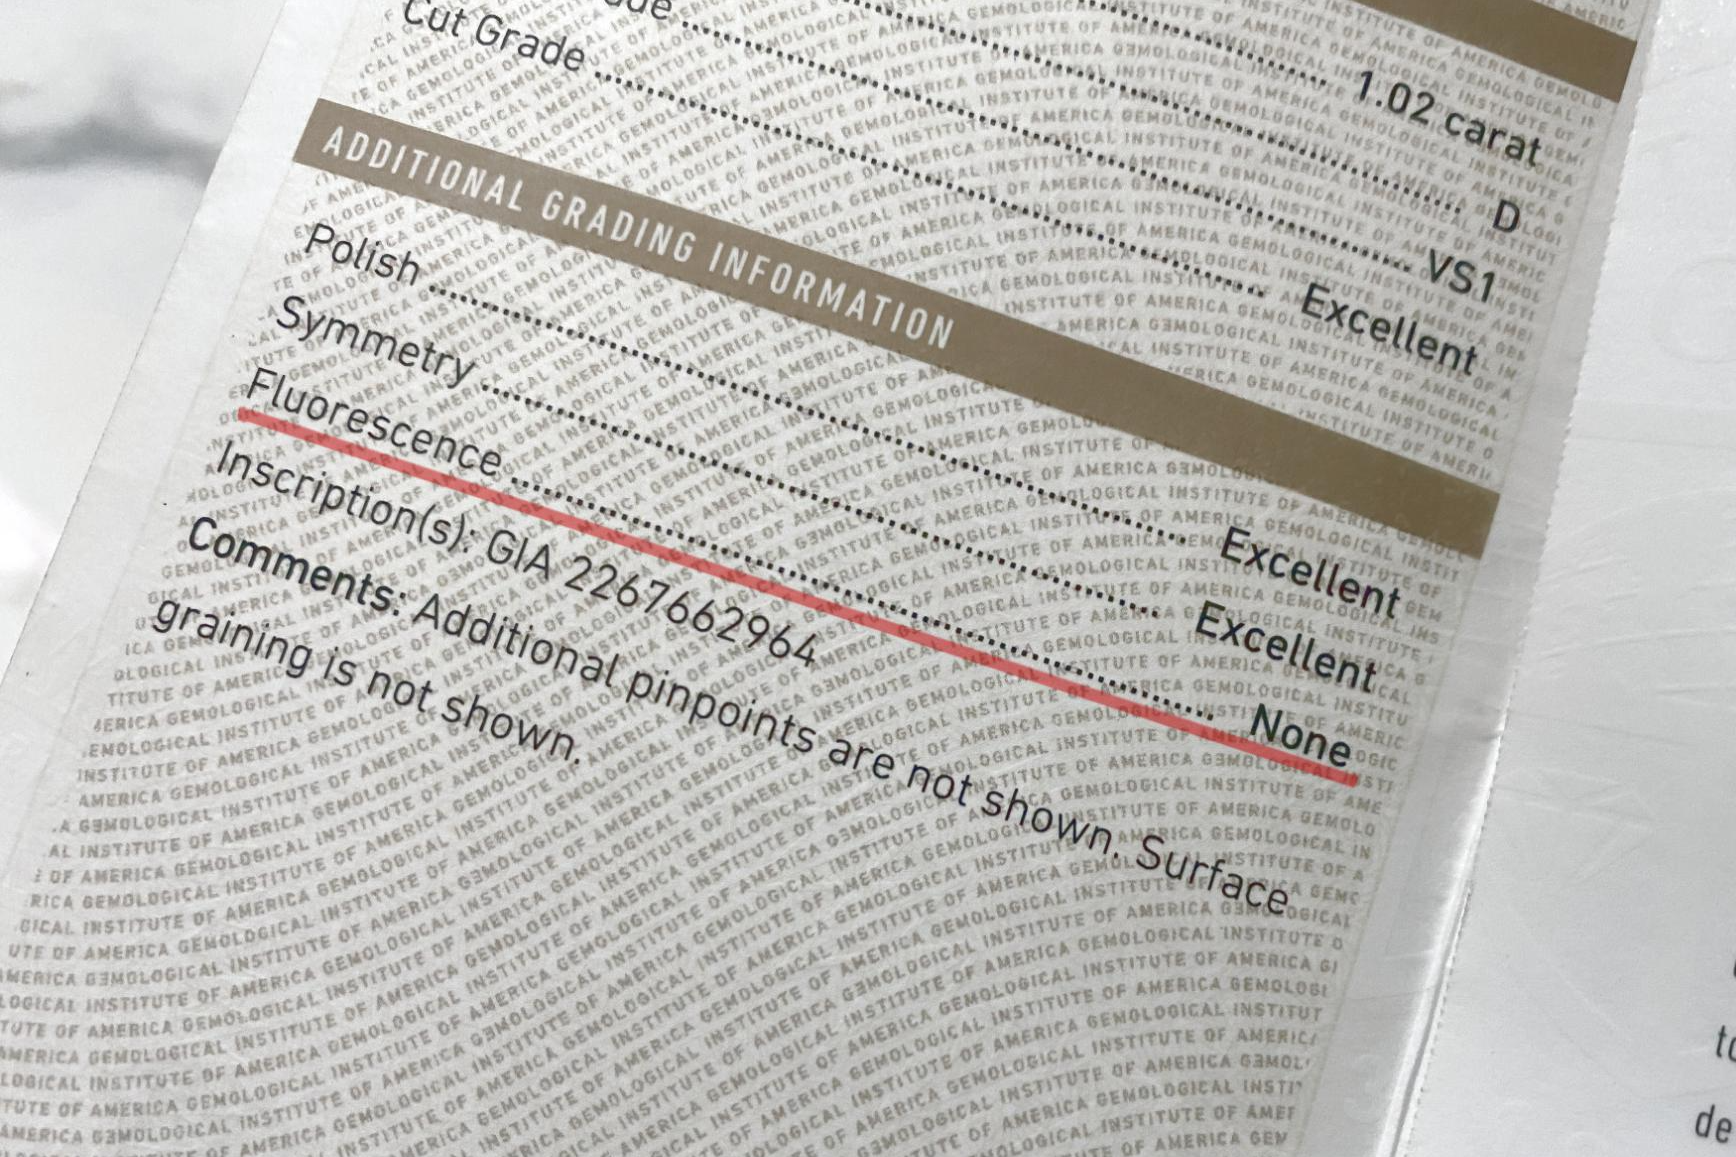 1.02 carat
D
VS1
Cut Grade Excellent
ADDITIONAL GRADING INFORMATION
Polish Excellent
Symmetry Excellent
Fluorescence None
Inscription(s): GIA 2267662964
Comments: Additional pinpoints are not shown. Surface
graining is not shown.